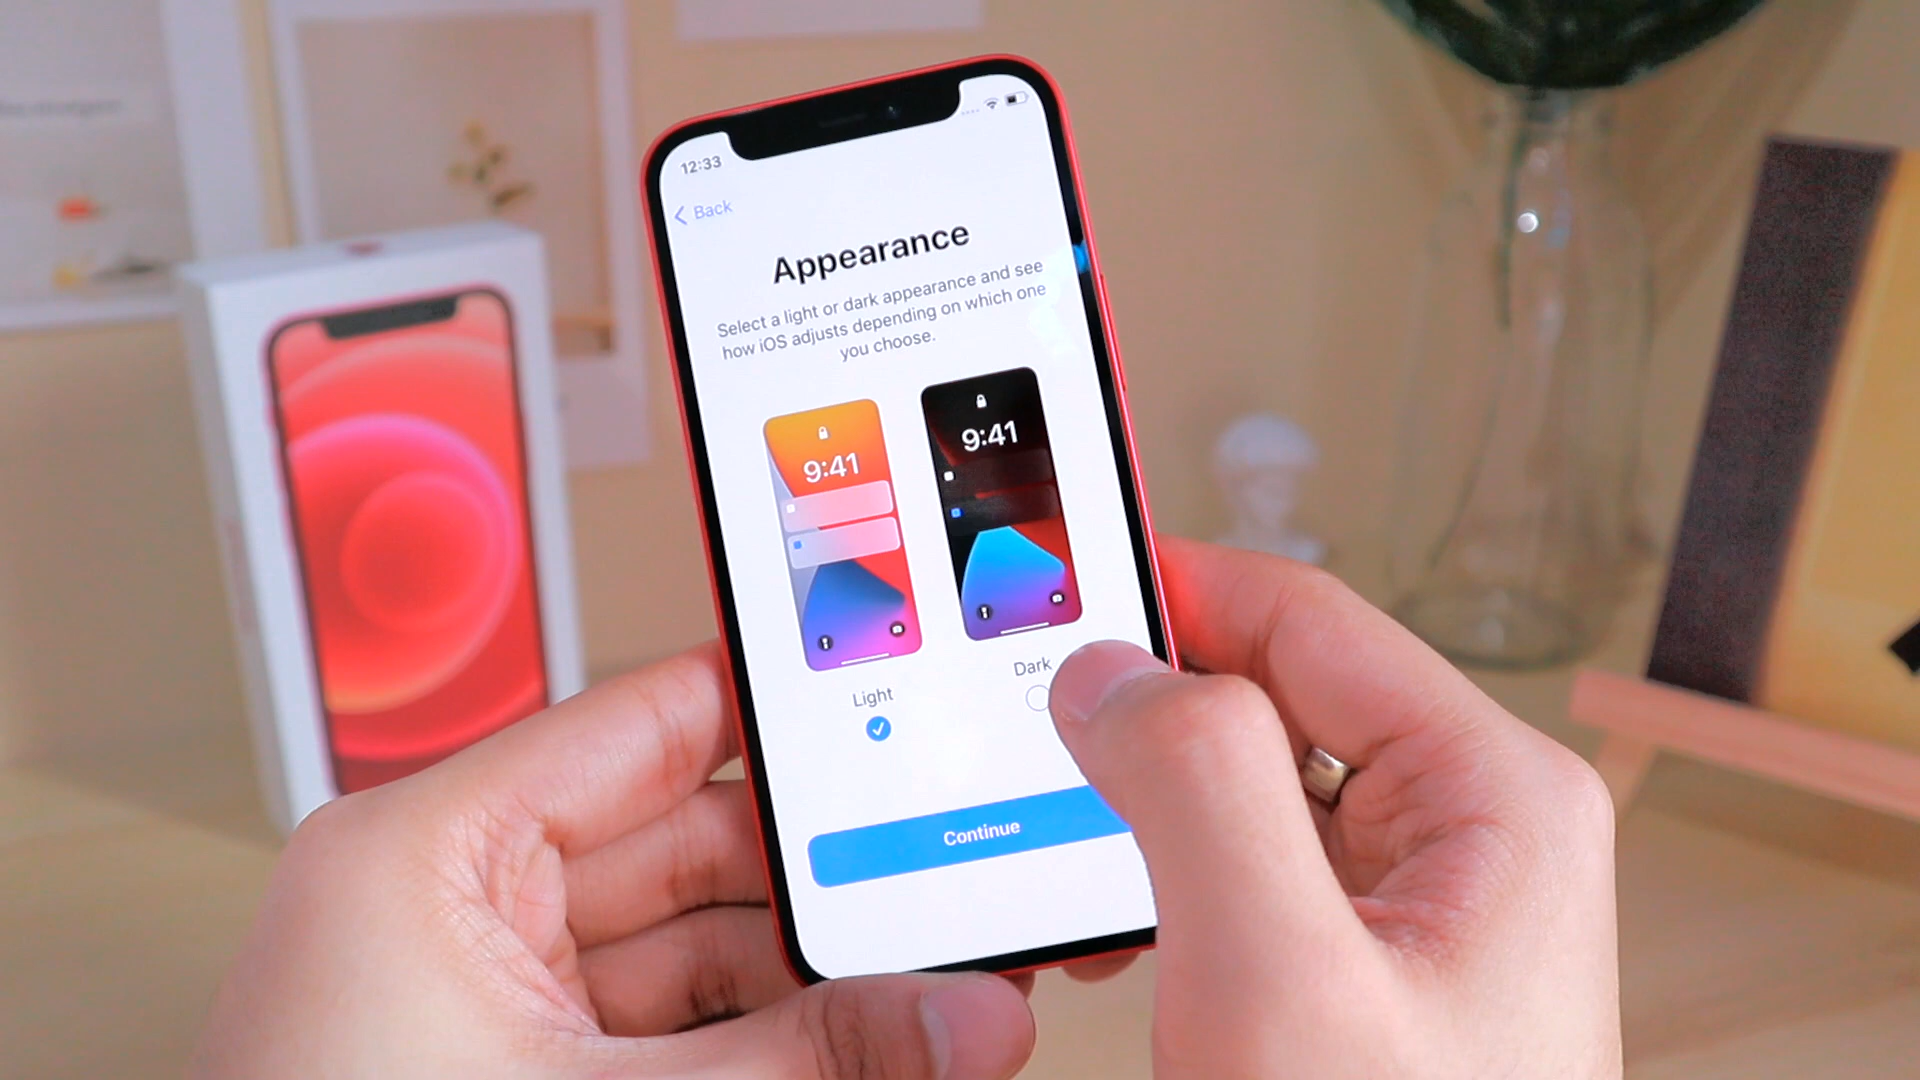 12:33
Back
Appearance
Select a light or dark appearance and see
how iOS adjusts depending on which one
you choose.
9:41
9:41
Light
Dark
Continue